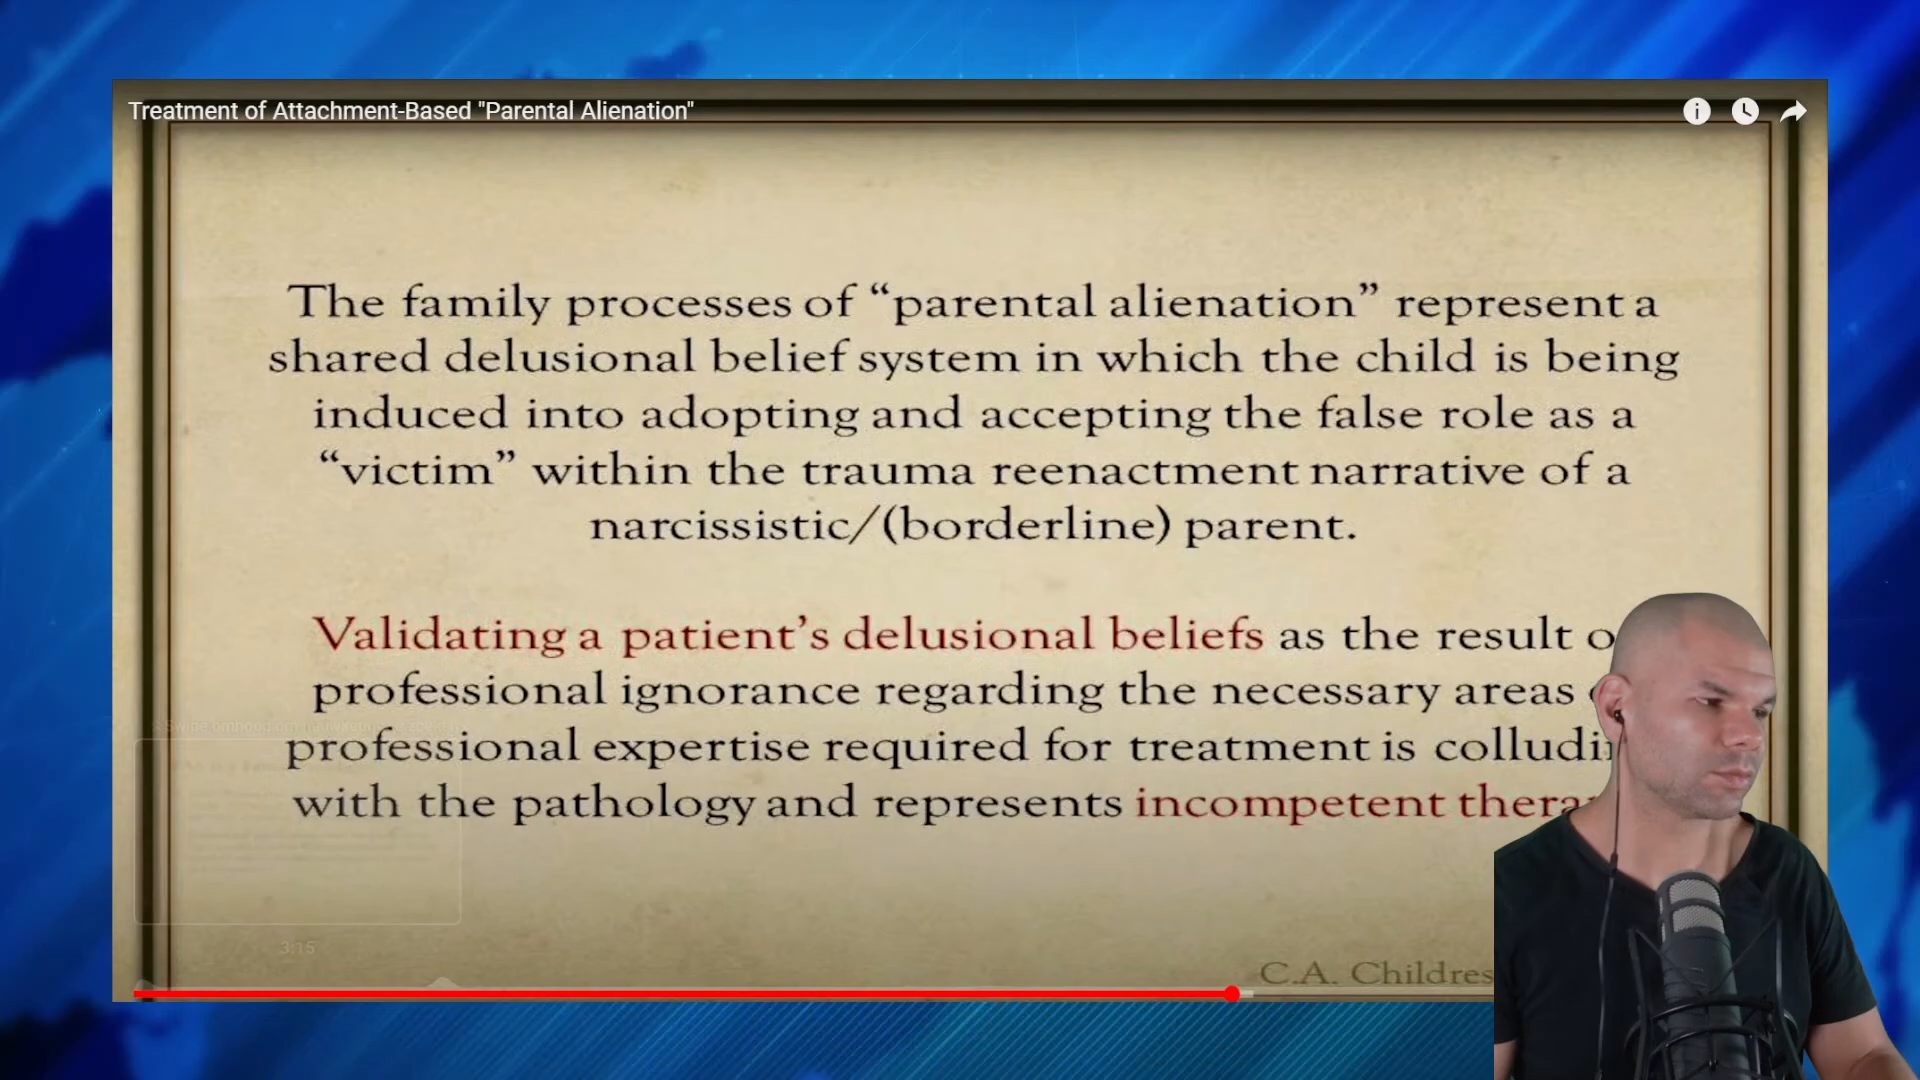 Treatment of Attachment-Based "Parental Alienation"
The family processes of “parental alienation” represent a
shared delusional belief system in which the child is being
induced into adopting and accepting the false role as a
“victim” within the trauma reenactment narrative of a
narcissistic/(borderline) parent.
Validating a patient’s delusional beliefs as the result
professional ignorance regarding the necessary areas
professional expertise required for treatment is
with the pathology and represents incompetent
3:15
C.A.